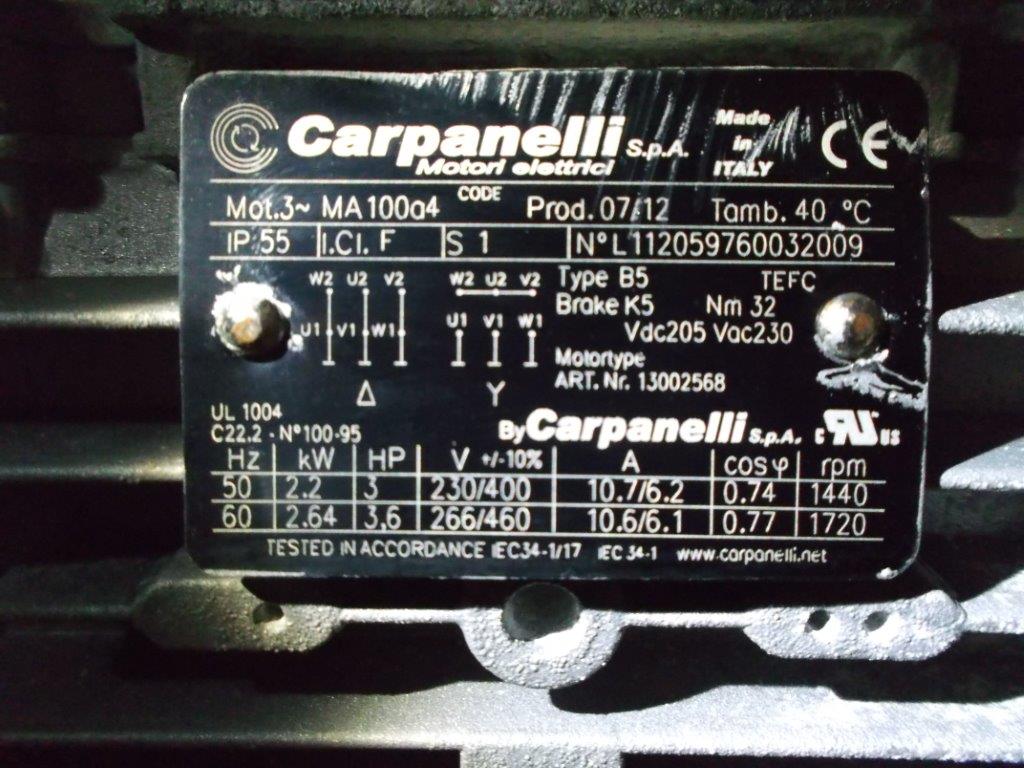 Carpanelli S.p.A. Made in ITALY CE
Motori elettrici
CODE
Mot.3~ MA100a4 Prod. 07/12 Tamb. 40 °C
IP 55 I.Cl. F S 1 N° L112059760032009
W2 U2 V2 W2 U2 V2 Type B5 TEFC
Brake K5 Nm 32
U1 V1 W1 U1 V1 W1 Vdc205 Vac230
Motortype
Δ Y ART. Nr. 13002568
UL 1004
C22.2 - N°100-95 By Carpanelli S.p.A. c RU us
Hz kW HP V +/-10% A cos φ rpm
50 2.2 3 230/400 10.7/6.2 0.74 1440
60 2.64 3,6 266/460 10.6/6.1 0.77 1720
TESTED IN ACCORDANCE IEC34-1/17 IEC 34-1 www.carpanelli.net